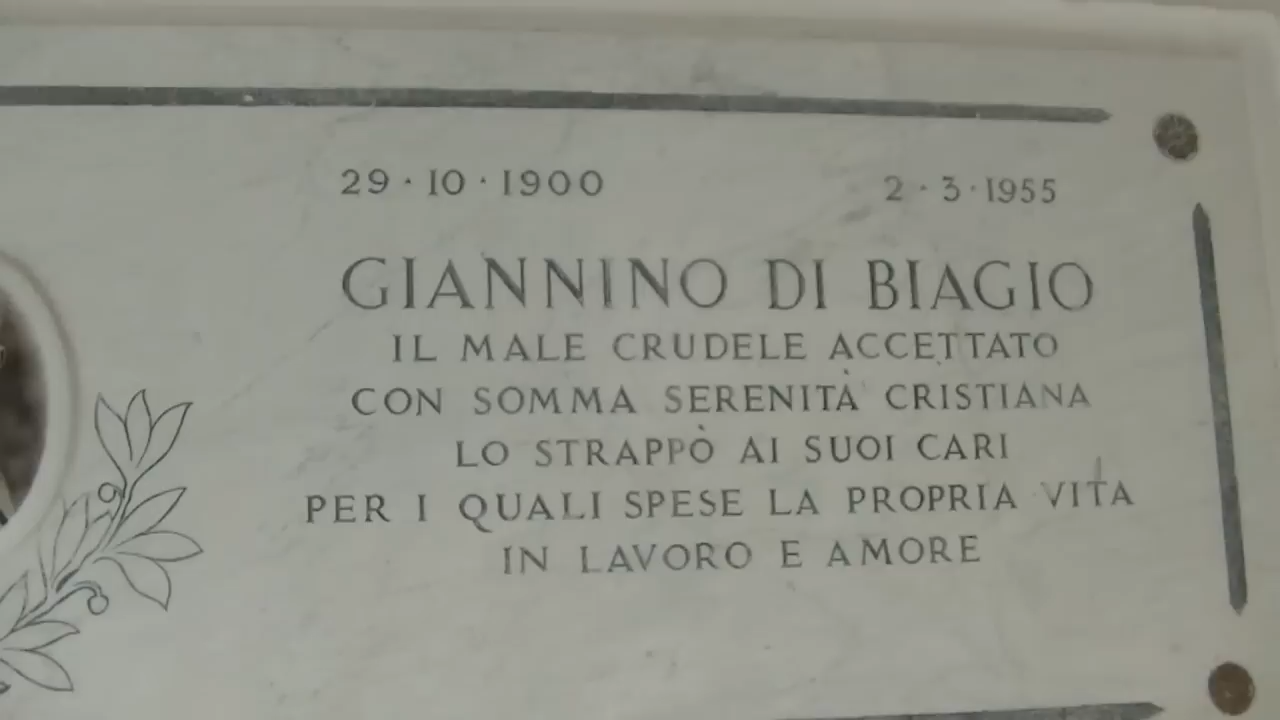 29·10·1900 2·3·1955
GIANNINO DI BIAGIO
IL MALE CRUDELE ACCETTATO
CON SOMMA SERENITÀ CRISTIANA
LO STRAPPÒ AI SUOI CARI
PER I QUALI SPESE LA PROPRIA VITA
IN LAVORO E AMORE